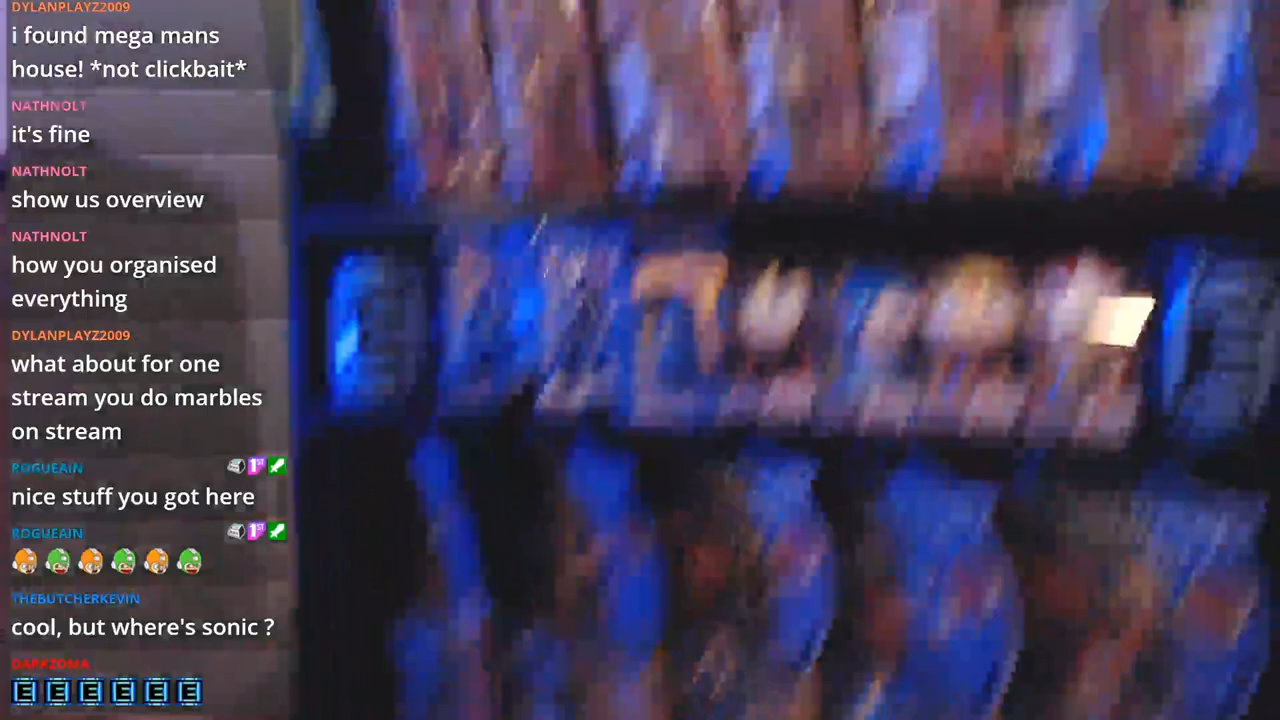 DYLANPLAYZ2009
i found mega mans
house! *not clickbait*
NATHNOLT
it's fine
NATHNOLT
show us overview
NATHNOLT
how you organised
everything
DYLANPLAYZ2009
what about for one
stream you do marbles
on stream
ROGUEAIN
nice stuff you got here
ROGUEAIN
THEBUTCHERKEVIN
cool, but where's sonic ?
DARKZOMA
E E E E E E